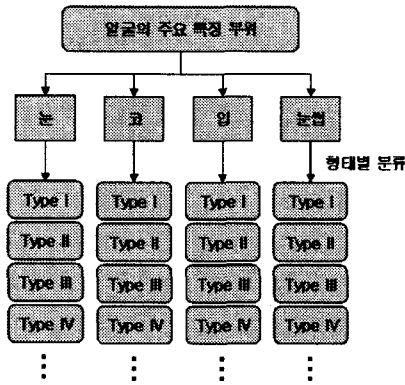 얼굴의 주요 특징 부위
눈 코 입 눈썹
형태별 분류
Type I Type I Type I Type I
Type II Type II Type II Type II
Type III Type III Type III Type III
Type IV Type IV Type IV Type IV